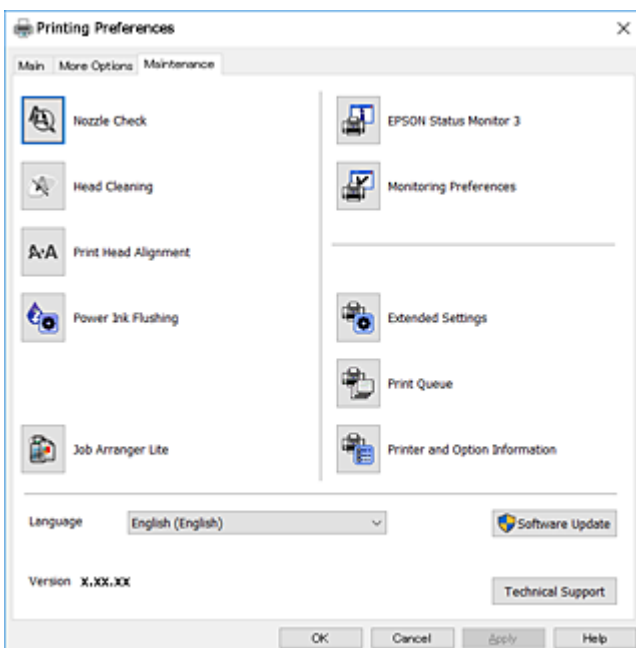 Printing Preferences
Main More Options Maintenance
Nozzle Check
EPSON Status Monitor 3
Head Cleaning
Monitoring Preferences
A·A
Print Head Alignment
Power Ink Flushing
Extended Settings
Print Queue
Job Arranger Lite
Printer and Option Information
Language English (English)
Software Update
Version X.XX.XX
Technical Support
OK Cancel Apply Help